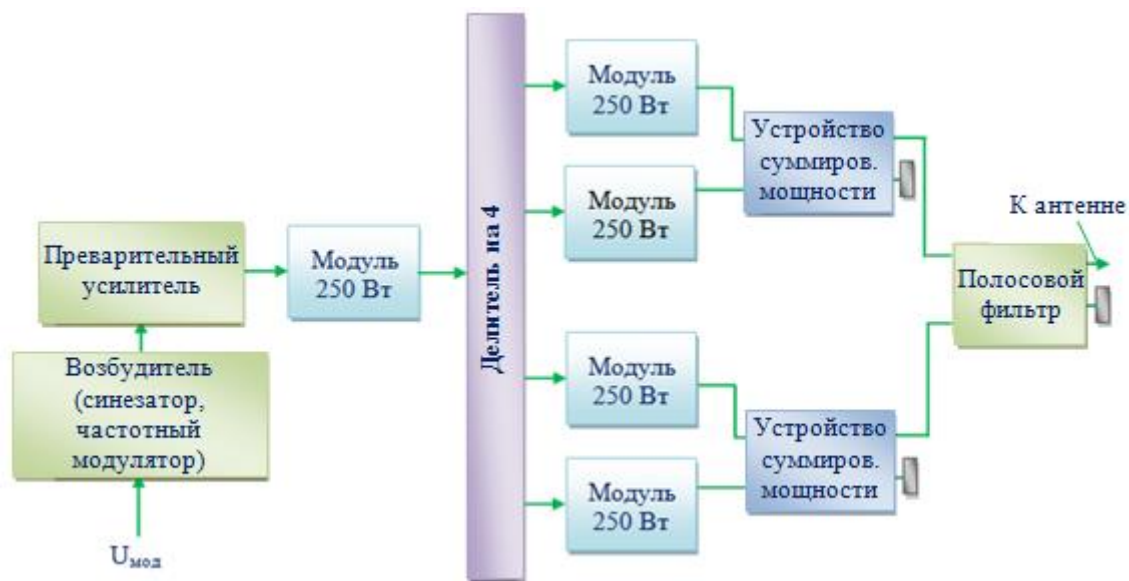 Преварительный
усилитель
Возбудитель
(синезатор,
частотный
модулятор)
Uмод
Модуль
250 Вт
Делитель на 4
Модуль
250 Вт
Модуль
250 Вт
Модуль
250 Вт
Модуль
250 Вт
Устройство
суммиров.
мощности
Устройство
суммиров.
мощности
К антенне
Полосовой
фильтр